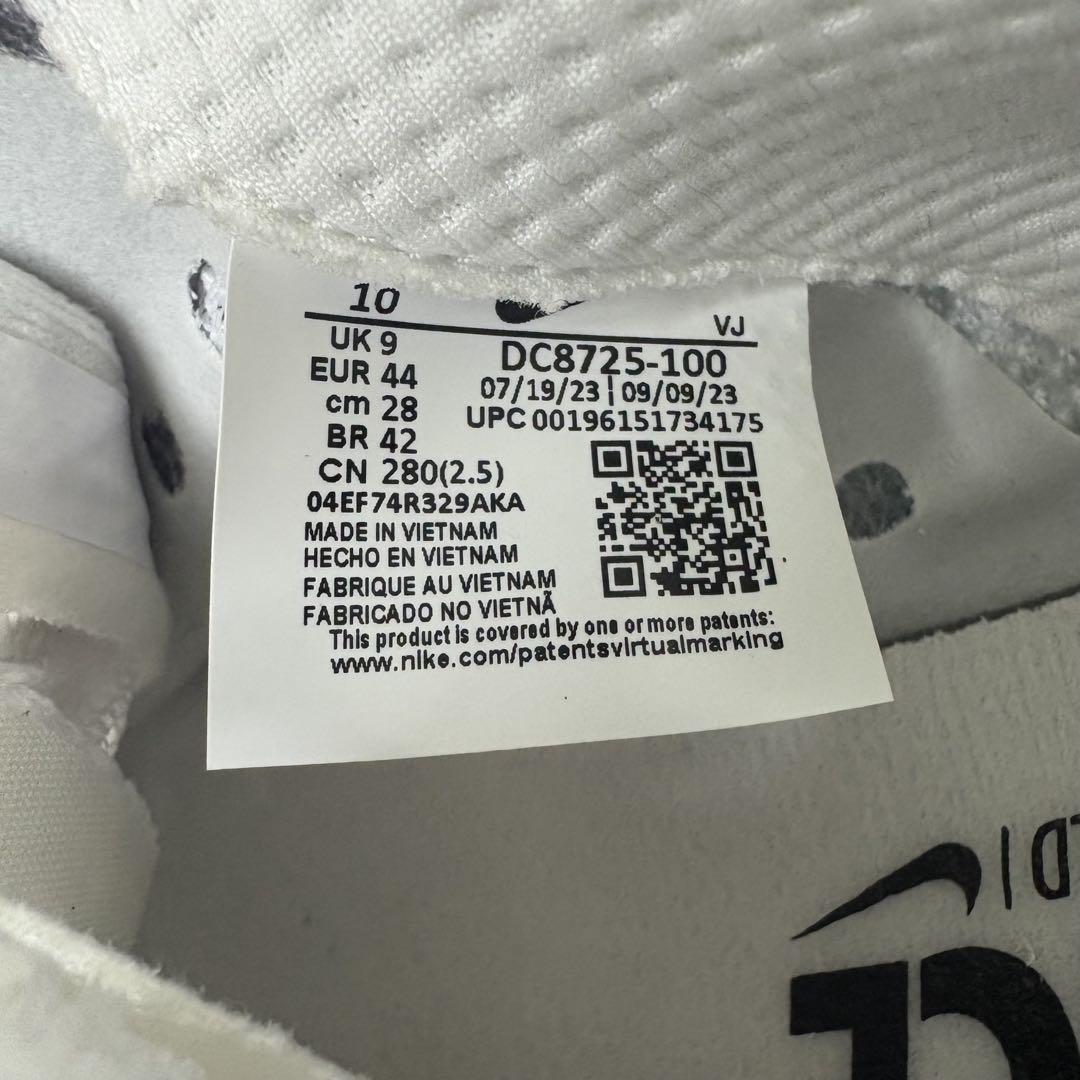 10
VJ
UK 9
EUR 44
cm 28
BR 42
CN 280(2.5)
DC8725-100
07/19/23 | 09/09/23
UPC 00196151734175
04EF74R329AKA
MADE IN VIETNAM
HECHO EN VIETNAM
FABRIQUE AU VIETNAM
FABRICADO NO VIETNÃ
This product is covered by one or more patents:
www.nike.com/patentsvirtualmarking